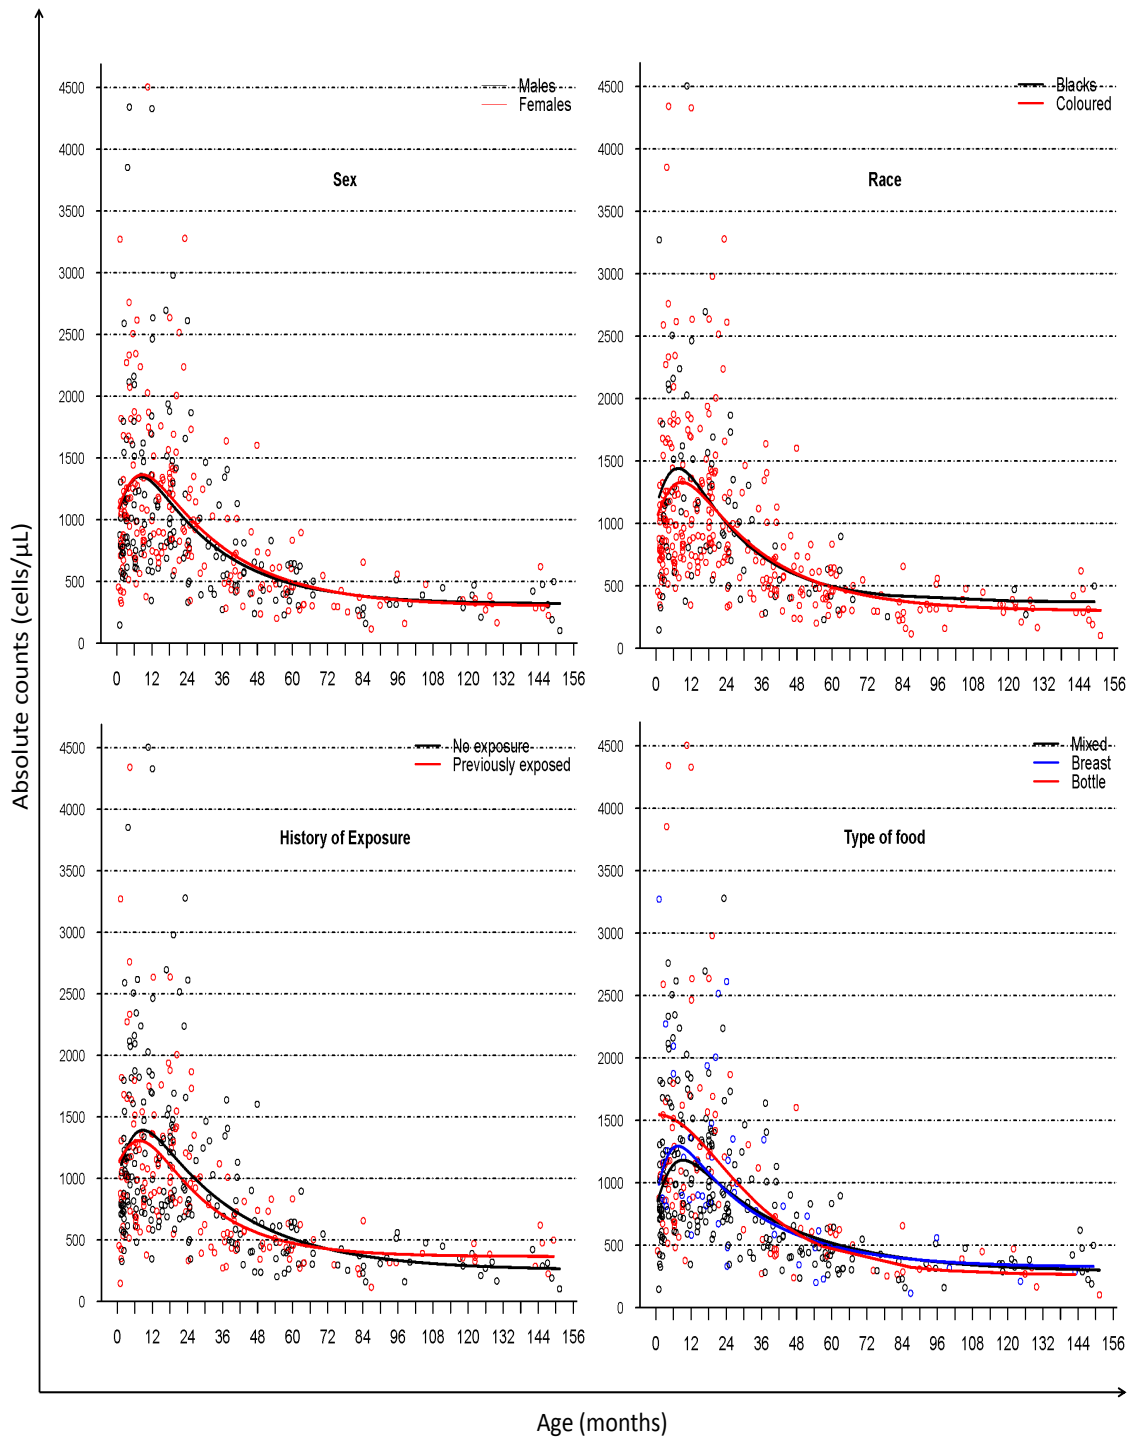 Absolute counts (cells/µL)
4500
4000
3500
3000
2500
2000
1500
1000
500
0
Males
Females
Sex
0 12 24 36 48 60 72 84 96 108 120 132 144 156
4500
4000
3500
3000
2500
2000
1500
1000
500
0
Blacks
Coloured
Race
0 12 24 36 48 60 72 84 96 108 120 132 144 156
4500
4000
3500
3000
2500
2000
1500
1000
500
0
No exposure
Previously exposed
History of Exposure
0 12 24 36 48 60 72 84 96 108 120 132 144 156
4500
4000
3500
3000
2500
2000
1500
1000
500
0
Mixed
Breast
Bottle
Type of food
0 12 24 36 48 60 72 84 96 108 120 132 144 156
Age (months)